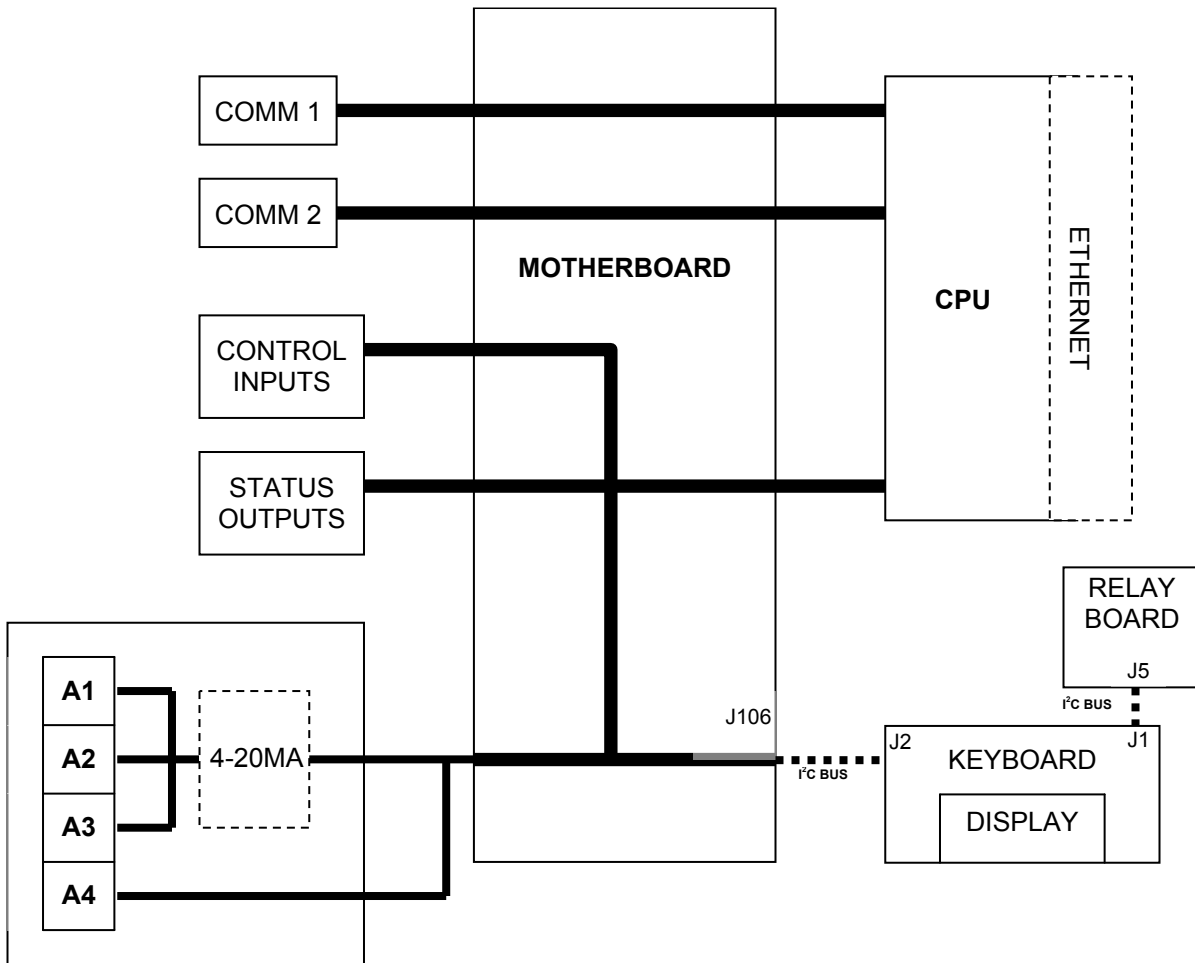 COMM 1
COMM 2
MOTHERBOARD
CPU
ETHERNET
CONTROL
INPUTS
STATUS
OUTPUTS
RELAY
BOARD
J5
I²C BUS
A1
A2
A3
A4
4-20MA
J106
I²C BUS
J2
J1
KEYBOARD
DISPLAY